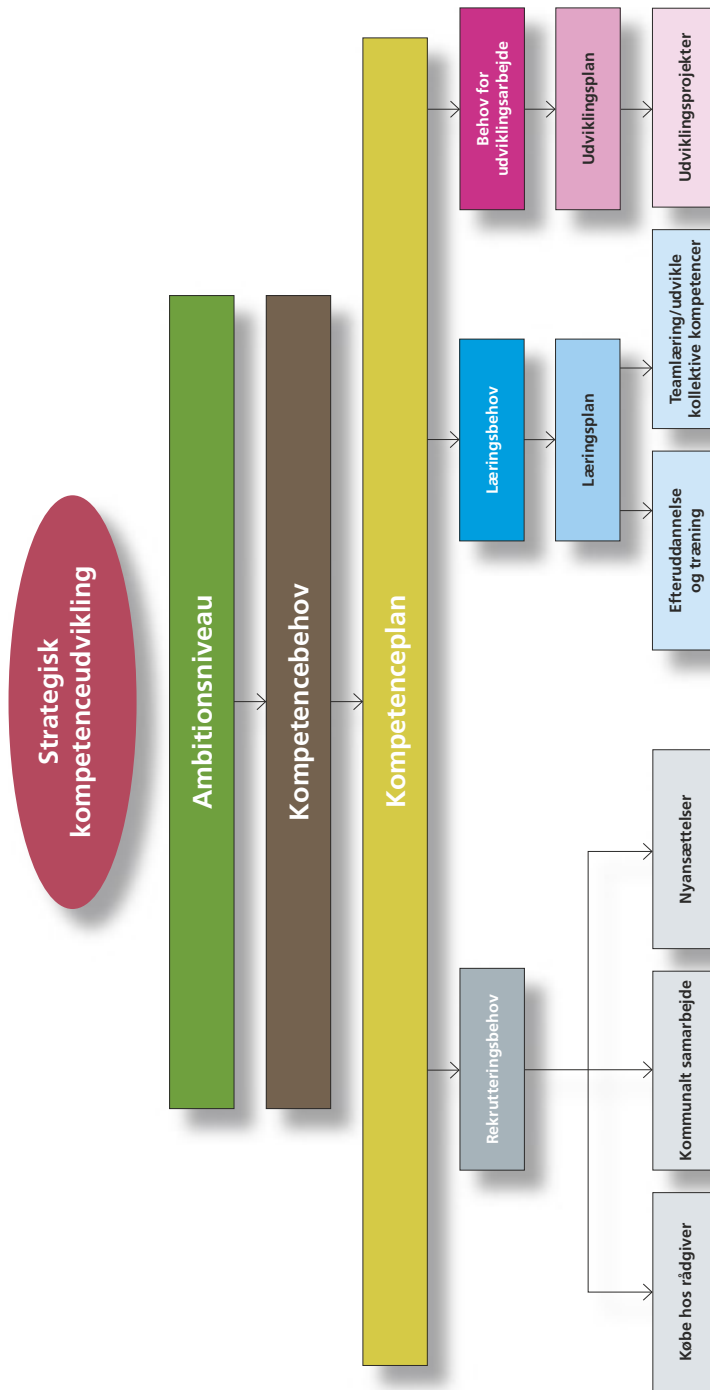 Strategisk
kompetenceudvikling
Ambitionsniveau
Kompetencebehov
Kompetenceplan
Rekrutteringsbehov
Læringsbehov
Behov for
udviklingsarbejde
Læringsplan
Udviklingsplan
Købe hos rådgiver
Kommunalt samarbejde
Nyansættelser
Efteruddannelse
og træning
Teamlæring/udvikle
kollektive kompetencer
Udviklingsprojekter